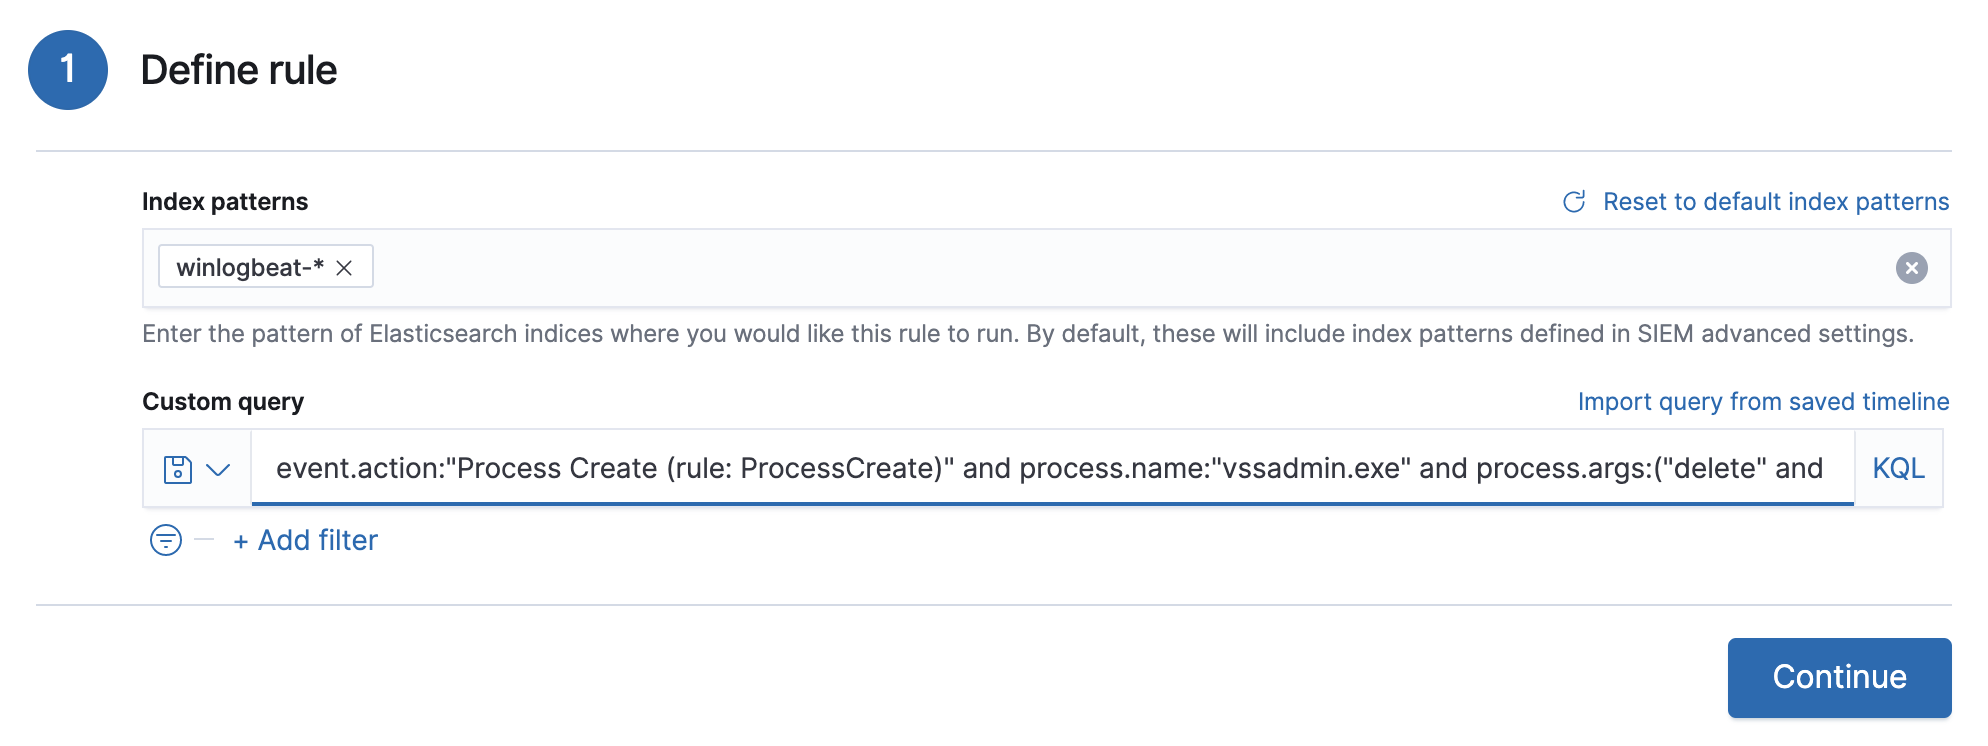 1
Define rule
Index patterns
Reset to default index patterns
winlogbeat-*
Enter the pattern of Elasticsearch indices where you would like this rule to run. By default, these will include index patterns defined in SIEM advanced settings.
Custom query
Import query from saved timeline
event.action:"Process Create (rule: ProcessCreate)" and process.name:"vssadmin.exe" and process.args:("delete" and
KQL
+ Add filter
Continue